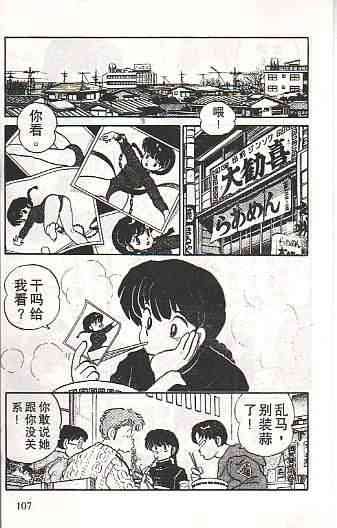 喂！
大勧喜
らあめん
你
看。
干吗给
我看？
乱马，
别装蒜
了！
你敢说她
跟你没关
系！
107